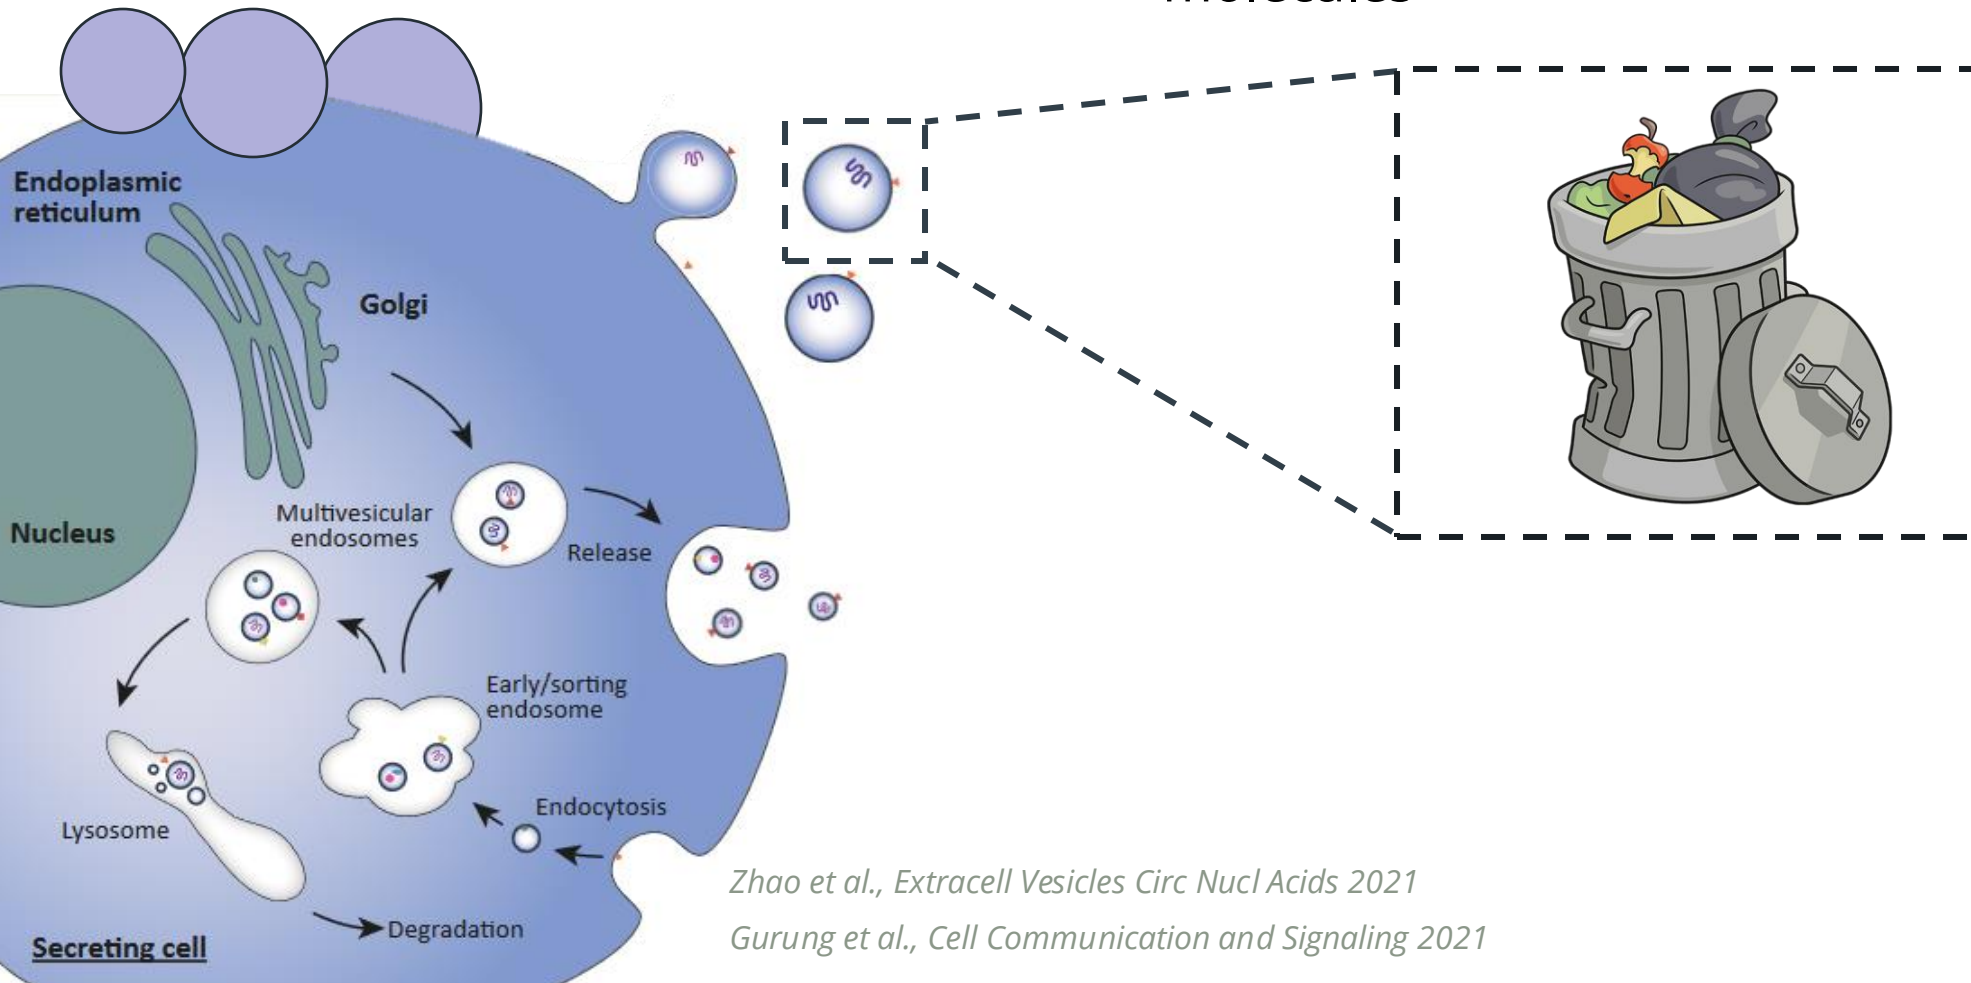 molecules
Endoplasmic
reticulum
Golgi
Nucleus
Multivesicular
endosomes
Release
Early/sorting
endosome
Endocytosis
Lysosome
Degradation
Secreting cell
Zhao et al., Extracell Vesicles Circ Nucl Acids 2021
Gurung et al., Cell Communication and Signaling 2021